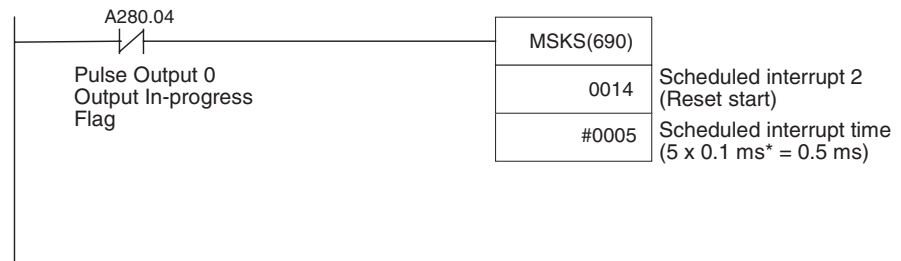 A280.04
MSKS(690)
Pulse Output 0
Output In-progress
Flag
0014
Scheduled interrupt 2
(Reset start)
#0005
Scheduled interrupt time
(5 x 0.1 ms* = 0.5 ms)